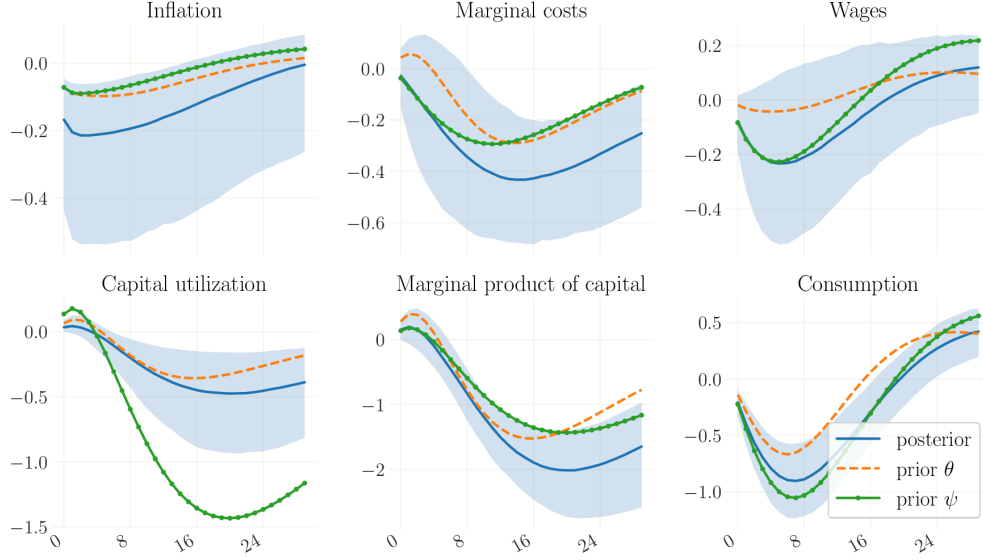 Inflation
Marginal costs
Wages
0.0
−0.2
−0.4
0.0
−0.2
−0.4
−0.6
0.2
0.0
−0.2
−0.4
Capital utilization
Marginal product of capital
Consumption
0.0
−0.5
−1.0
−1.5
0
−1
−2
0.5
0.0
−0.5
−1.0
posterior
prior θ
prior ψ
0 8 16 24
0 8 16 24
0 8 16 24